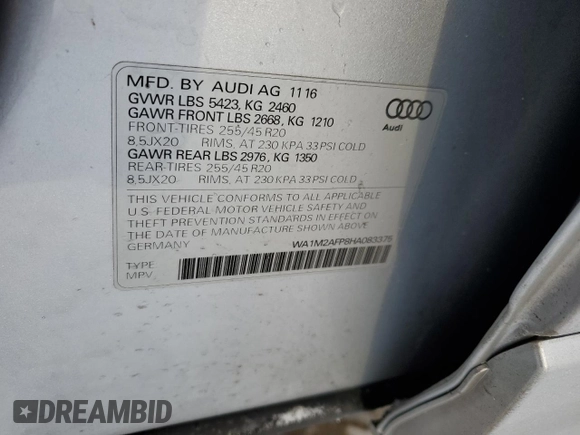 MFD. BY AUDI AG 11 16
GVWR LBS 5423, KG 2460
GAWR FRONT LBS 2668, KG 1210
FRONT-TIRES 255/45 R20
8,5JX20 RIMS, AT 230 KPA 33 PSI COLD
GAWR REAR LBS 2976, KG 1350
REAR-TIRES 255/45 R20
8,5JX20 RIMS, AT 230 KPA 33 PSI COLD
Audi
THIS VEHICLE CONFORMS TO ALL APPLICABLE
U.S. FEDERAL MOTOR VEHICLE SAFETY AND
THEFT PREVENTION STANDARDS IN EFFECT ON
THE DATE OF MANUFACTURE SHOWN ABOVE
GERMANY
WA1M2AFP8HA083375
TYPE
MPV
DREAMBID